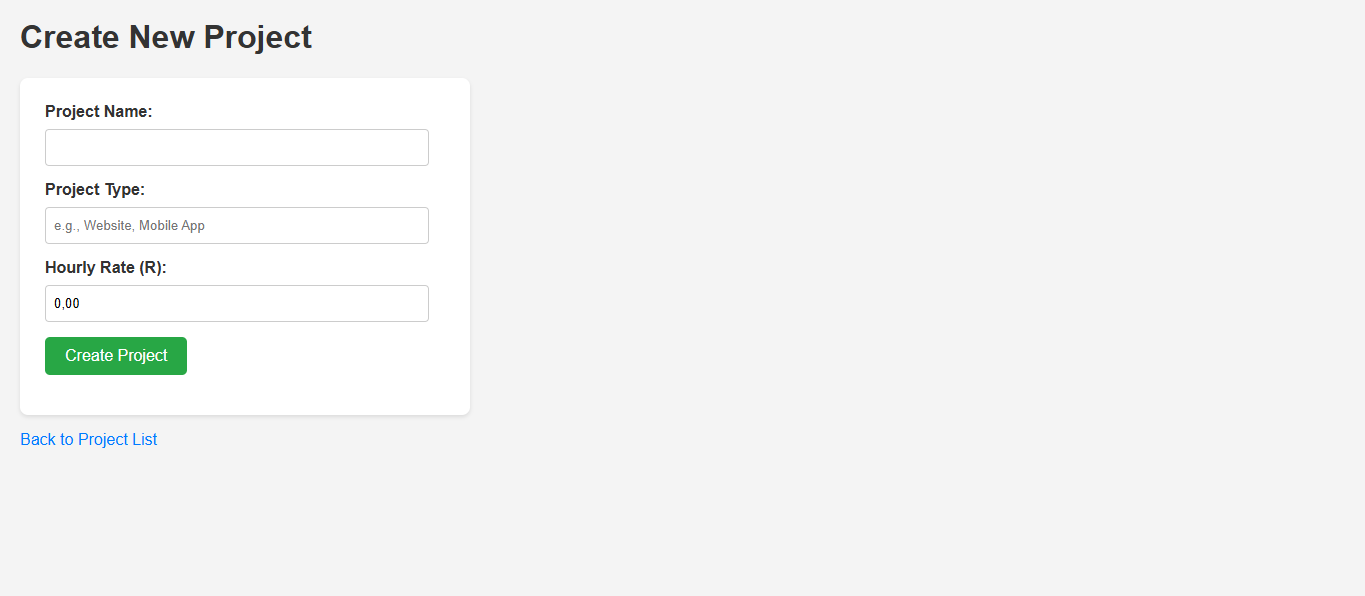 Create New Project
Project Name:
Project Type:
e.g., Website, Mobile App
Hourly Rate (R):
0,00
Create Project
Back to Project List